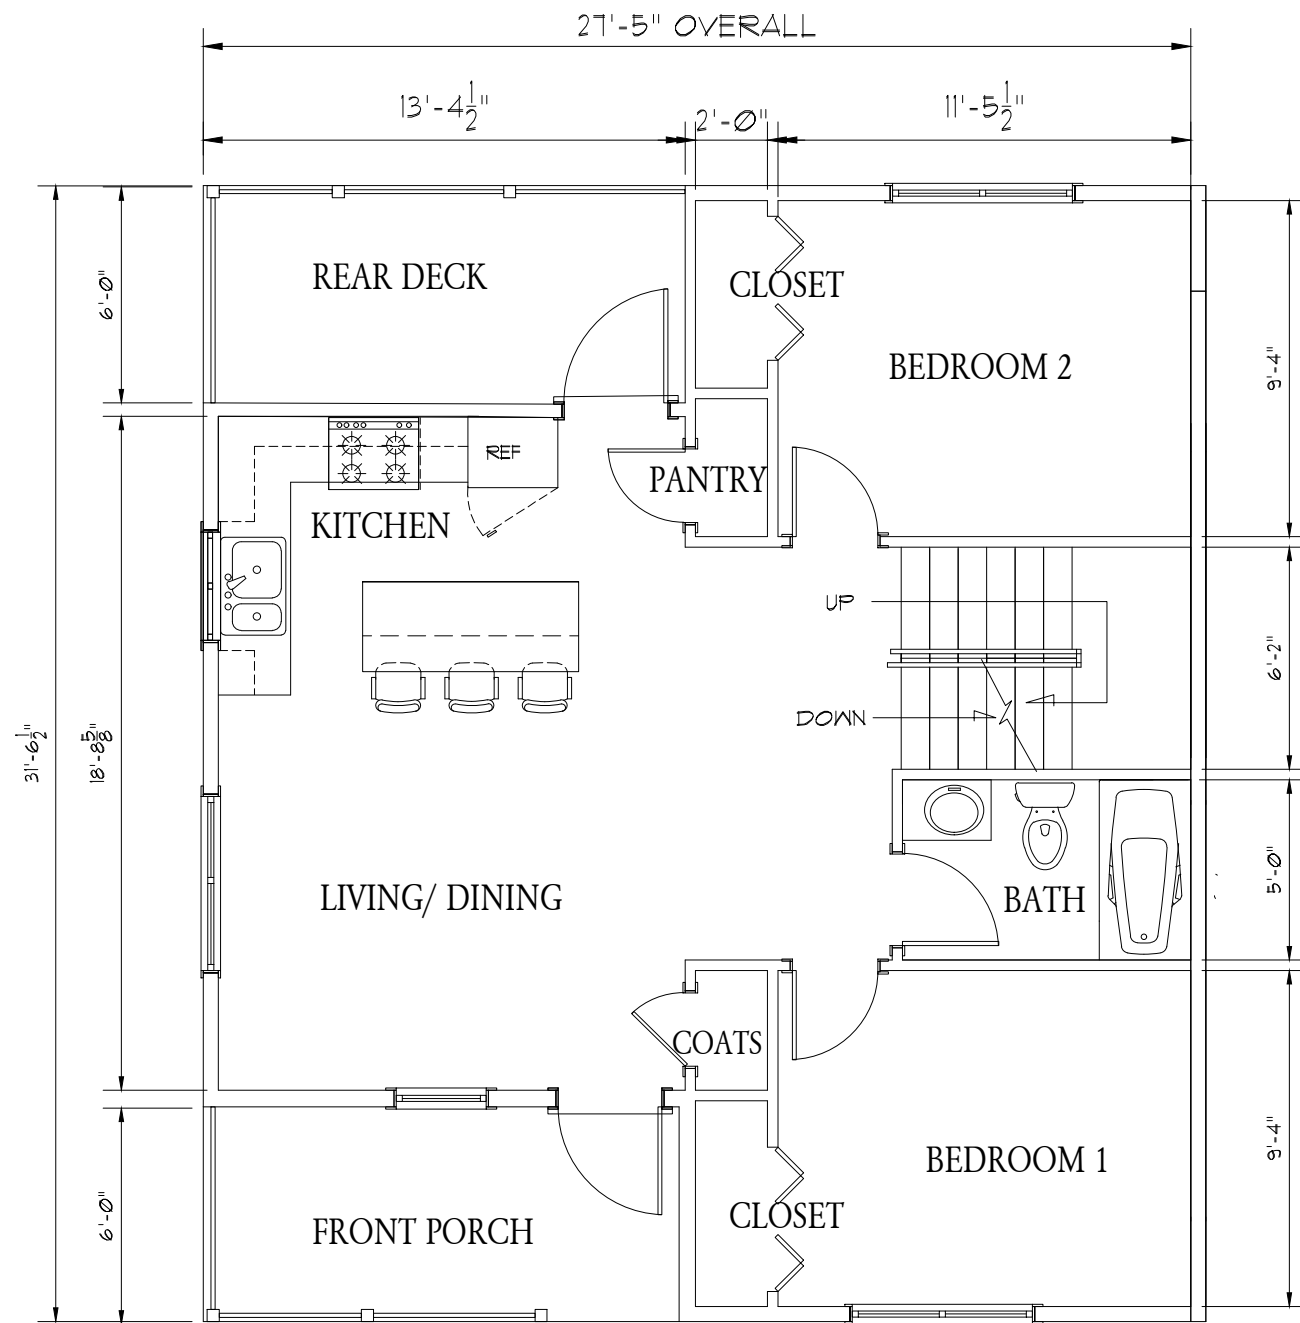 27'-5" OVERALL
13'-4 1/2"
2'-0"
11'-5 1/2"
REAR DECK
CLOSET
BEDROOM 2
6'-0"
9'-4"
REF
PANTRY
KITCHEN
UP
6'-2"
DOWN
31'-6 1/2"
18'-8 5/8"
LIVING/ DINING
BATH
5'-0"
COATS
9'-4"
BEDROOM 1
6'-0"
FRONT PORCH
CLOSET